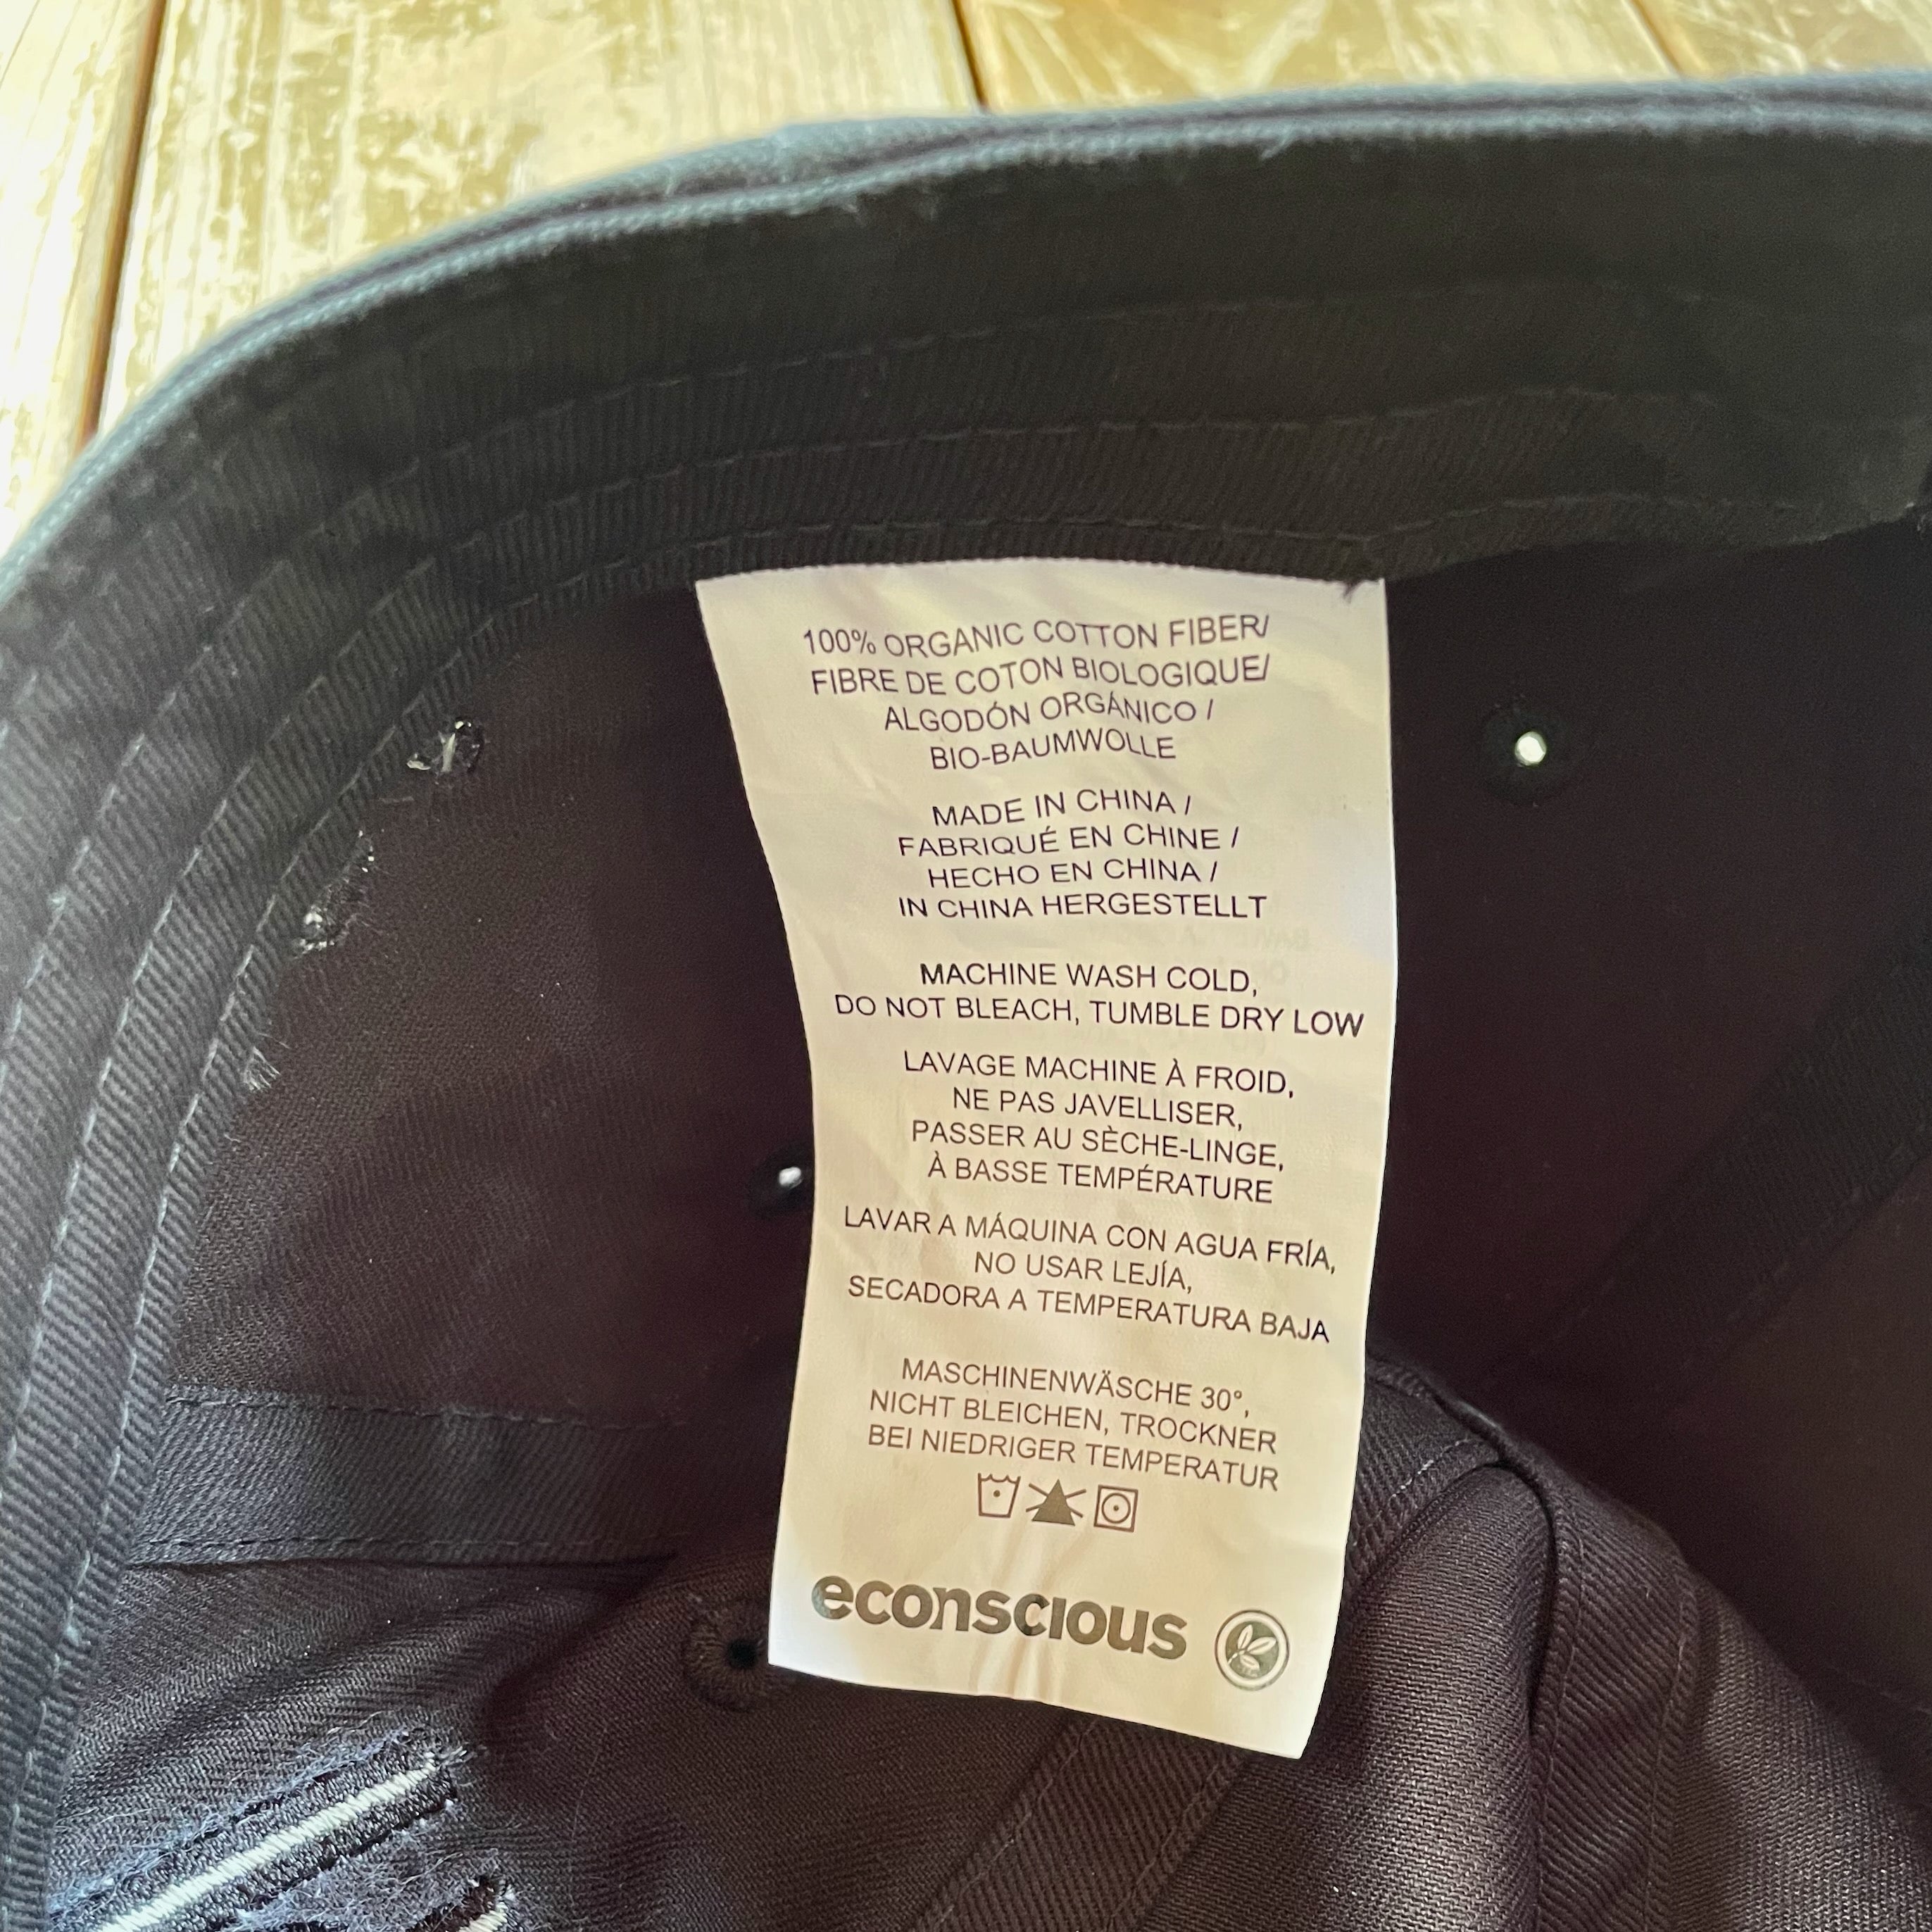 100% ORGANIC COTTON FIBER/
FIBRE DE COTON BIOLOGIQUE/
ALGODÓN ORGÁNICO /
BIO-BAUMWOLLE
MADE IN CHINA /
FABRIQUÉ EN CHINE /
HECHO EN CHINA /
IN CHINA HERGESTELLT
MACHINE WASH COLD,
DO NOT BLEACH, TUMBLE DRY LOW
LAVAGE MACHINE À FROID,
NE PAS JAVELLISER,
PASSER AU SÈCHE-LINGE,
À BASSE TEMPÉRATURE
LAVAR A MÁQUINA CON AGUA FRÍA,
NO USAR LEJÍA,
SECADORA A TEMPERATURA BAJA
MASCHINENWÄSCHE 30°,
NICHT BLEICHEN, TROCKNER
BEI NIEDRIGER TEMPERATUR
econscious